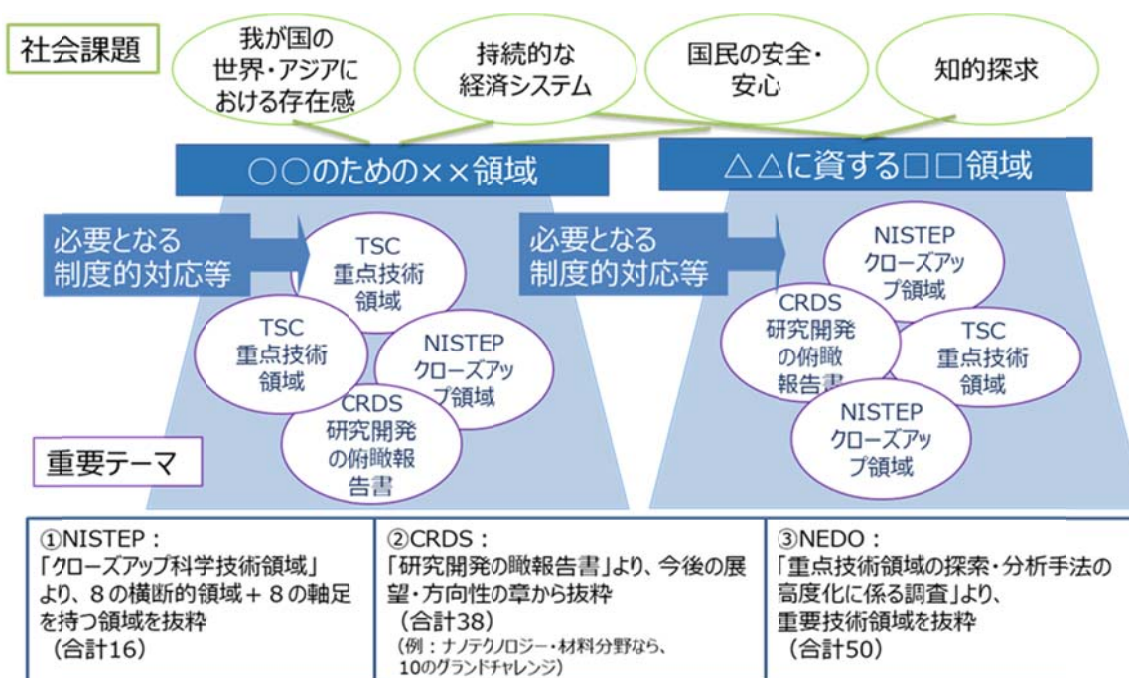 社会課題
我が国の
世界・アジアに
おける存在感
持続的な
経済システム
国民の安全・
安心
知的探求
○○のための××領域
△△に資する□□領域
必要となる
制度的対応等
TSC
重点技術
領域
TSC
重点技術
領域
NISTEP
クローズアッ
プ領域
CRDS
研究開発
の俯瞰報
告書
必要となる
制度的対応等
NISTEP
クローズアッ
プ領域
CRDS
研究開発
の俯瞰
報告書
TSC
重点技術
領域
NISTEP
クローズアッ
プ領域
重要テーマ
①NISTEP：
「クローズアップ科学技術領域」
より、８の横断的領域＋８の軸足
を持つ領域を抜粋
（合計16）
②CRDS：
「研究開発の瞰報告書」より、今後の展
望・方向性の章から抜粋
（合計38）
（例：ナノテクノロジー・材料分野なら、
10のグランドチャレンジ）
③NEDO：
「重点技術領域の探索・分析手法の
高度化に係る調査」より、
重要技術領域を抜粋
（合計50）